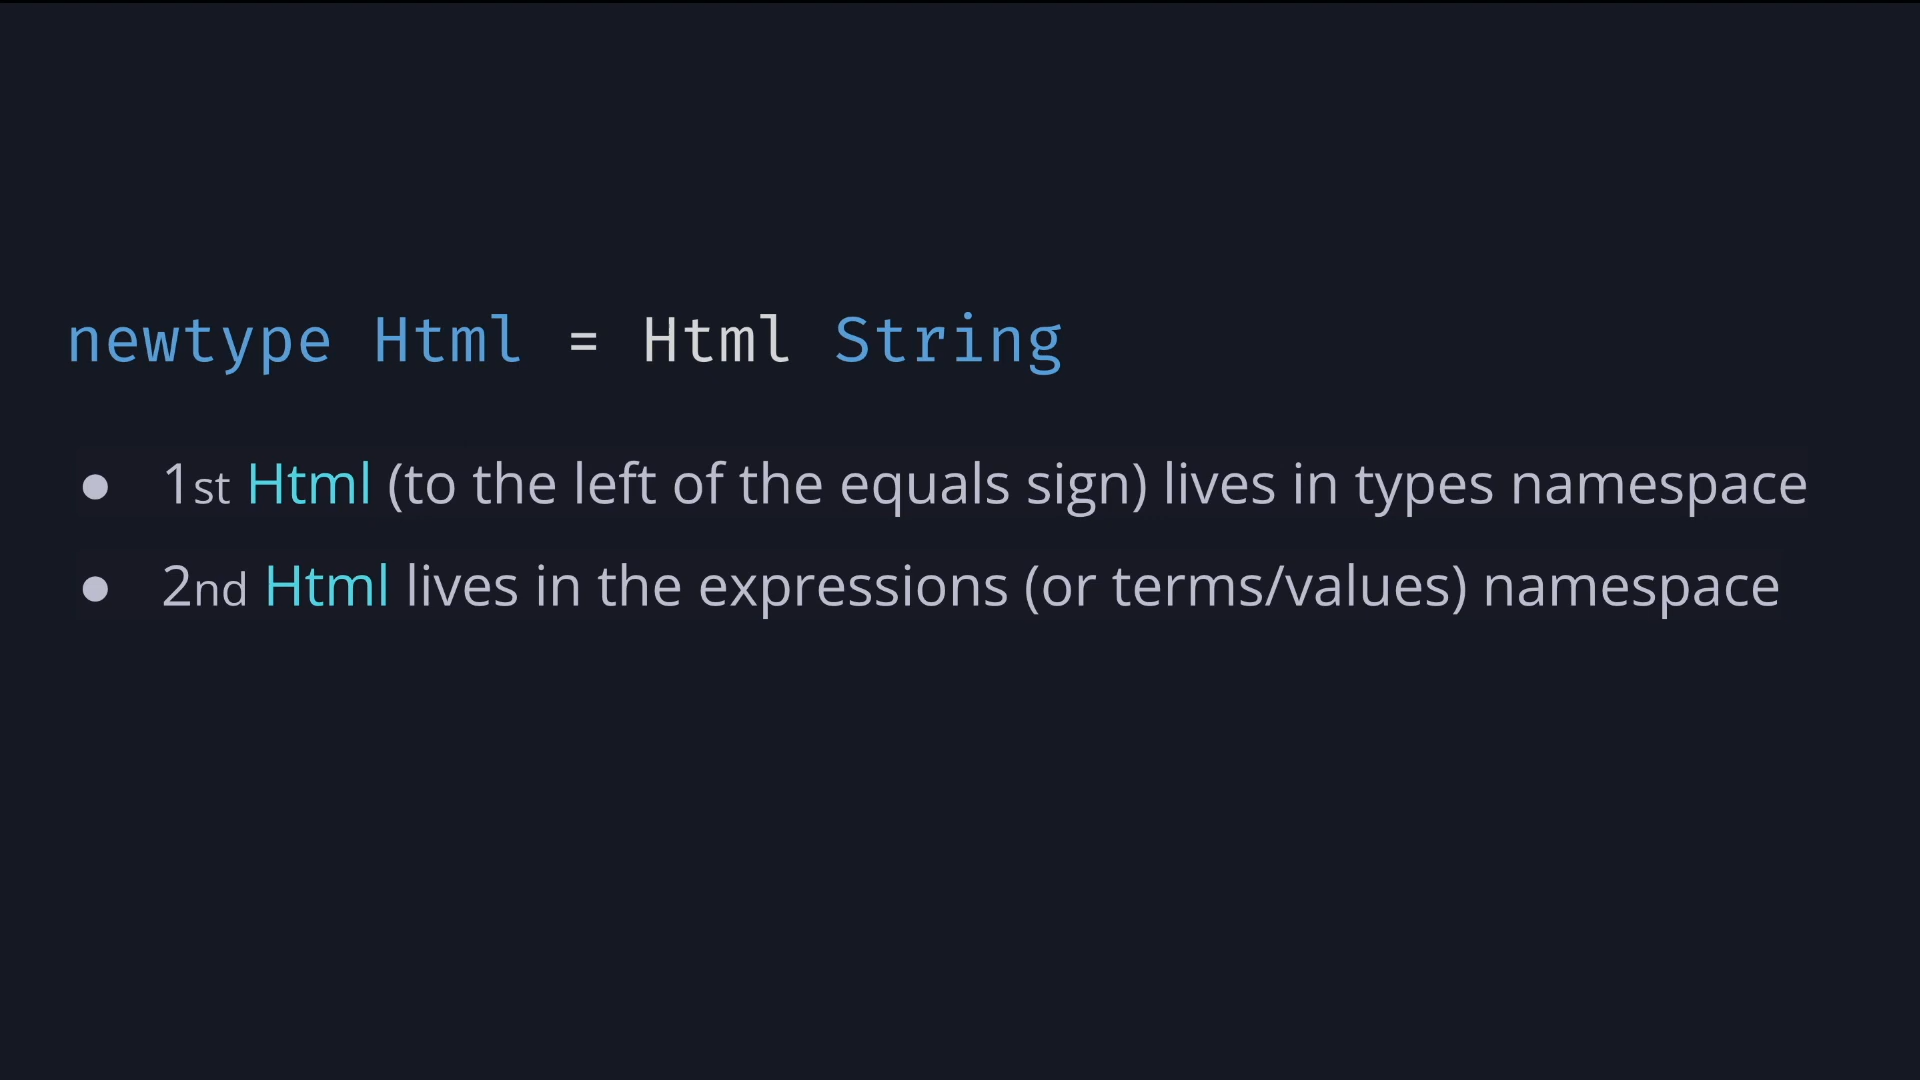 newtype Html = Html String
● 1st Html (to the left of the equals sign) lives in types namespace
● 2nd Html lives in the expressions (or terms/values) namespace